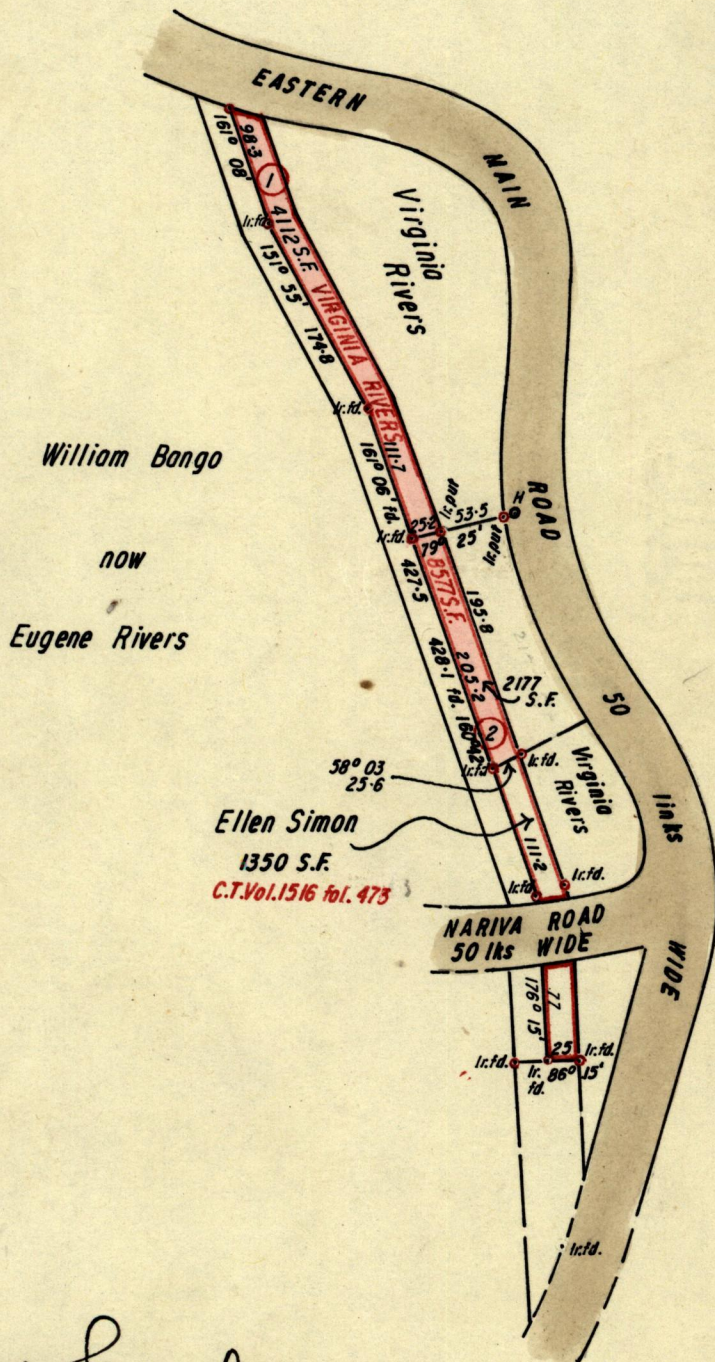 EASTERN
MAIN
ROAD
50
links
WIDE
98·3
161° 08'
1
4112 S.F. VIRGINIA RIVERS
Ir.fd.
151° 55'
174·8
Virginia
Rivers
William Bango
now
Eugene Rivers
Ir.fd.
111·7
161° 06' fd.
Ir.fd.
25·2
79°
Ir.put
53·5
25'
Ir.put
H
8577 S.F.
427·5
195·8
205·2
428·1 fd. 160° 42'
2177
S.F.
2
Ir.fd
Ir.fd.
58° 03
25·6
Virginia
Rivers
Ellen Simon
1350 S.F.
C.T.Vol.1516 fol. 473
111·2
Ir.fd.
Ir.fd.
NARIVA ROAD
50 lks WIDE
77
176° 15'
25
Ir.fd.
Ir.fd.
Ir.
fd.
86° 15'
Ir.fd.